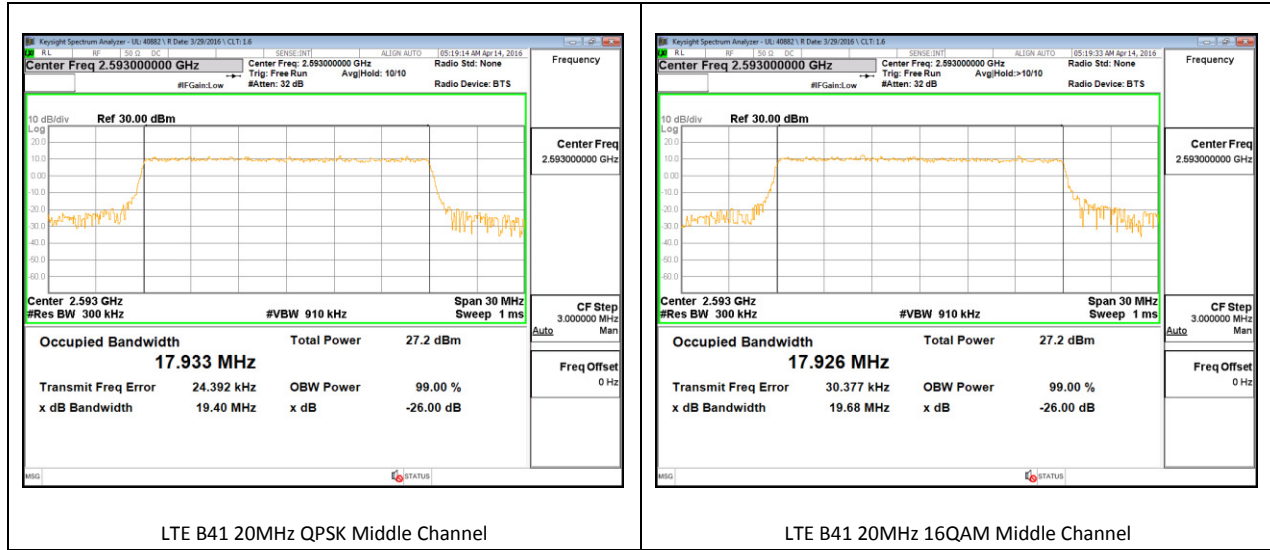 Keysight Spectrum Analyzer - UL: 40882 \ R Date: 3/29/2016 \ CLT: 1.6
RL RF 50 Ω DC SENSE:INT ALIGN AUTO 05:19:14 AM Apr 14, 2016
Center Freq 2.593000000 GHz
Center Freq: 2.593000000 GHz Radio Std: None
Trig: Free Run Avg|Hold: 10/10
#IFGain:Low #Atten: 32 dB Radio Device: BTS
Frequency
10 dB/div Ref 30.00 dBm
Log
20.0
10.0
0.00
-10.0
-20.0
-30.0
-40.0
-50.0
-60.0
Center 2.593 GHz Span 30 MHz
#Res BW 300 kHz #VBW 910 kHz Sweep 1 ms
Occupied Bandwidth Total Power 27.2 dBm
17.933 MHz
Transmit Freq Error 24.392 kHz OBW Power 99.00 %
x dB Bandwidth 19.40 MHz x dB -26.00 dB
Center Freq
2.593000000 GHz
CF Step
3.000000 MHz
Auto Man
Freq Offset
0 Hz
MSG STATUS
LTE B41 20MHz QPSK Middle Channel
Keysight Spectrum Analyzer - UL: 40882 \ R Date: 3/29/2016 \ CLT: 1.6
RL RF 50 Ω DC SENSE:INT ALIGN AUTO 05:19:33 AM Apr 14, 2016
Center Freq 2.593000000 GHz
Center Freq: 2.593000000 GHz Radio Std: None
Trig: Free Run Avg|Hold:>10/10
#IFGain:Low #Atten: 32 dB Radio Device: BTS
Frequency
10 dB/div Ref 30.00 dBm
Log
20.0
10.0
0.00
-10.0
-20.0
-30.0
-40.0
-50.0
-60.0
Center 2.593 GHz Span 30 MHz
#Res BW 300 kHz #VBW 910 kHz Sweep 1 ms
Occupied Bandwidth Total Power 27.2 dBm
17.926 MHz
Transmit Freq Error 30.377 kHz OBW Power 99.00 %
x dB Bandwidth 19.68 MHz x dB -26.00 dB
Center Freq
2.593000000 GHz
CF Step
3.000000 MHz
Auto Man
Freq Offset
0 Hz
MSG STATUS
LTE B41 20MHz 16QAM Middle Channel